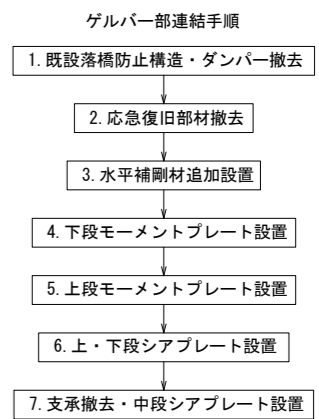 ゲルバー部連結手順
1.既設落橋防止構造・ダンパー撤去
2.応急復旧部材撤去
3.水平補剛材追加設置
4.下段モーメントプレート設置
5.上段モーメントプレート設置
6.上・下段シアプレート設置
7.支承撤去・中段シアプレート設置